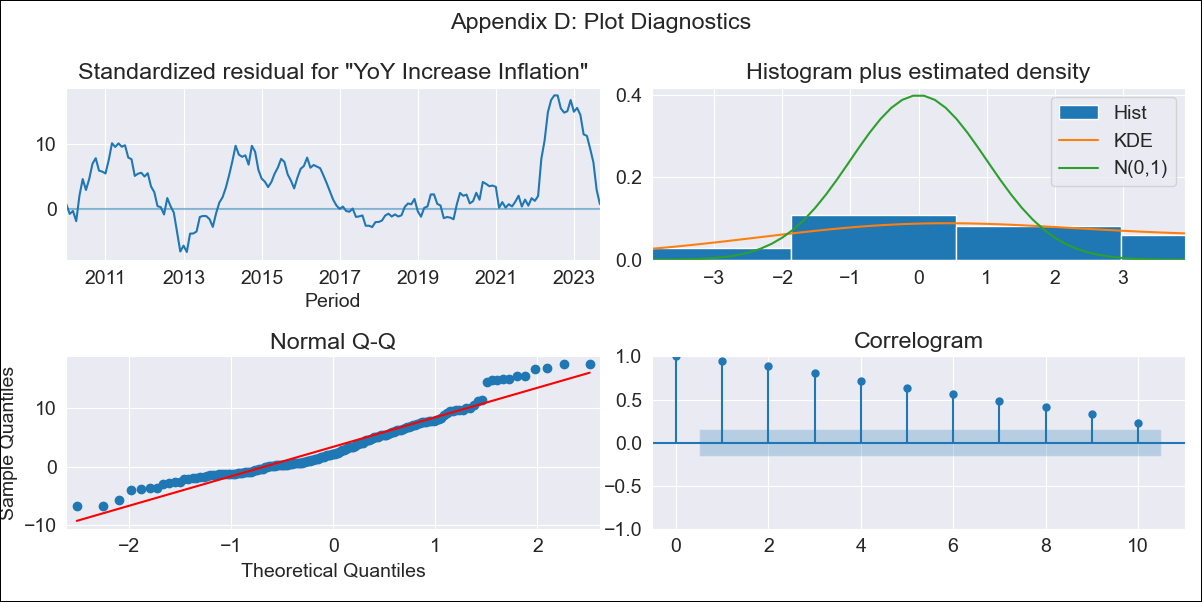 Appendix D: Plot Diagnostics
Standardized residual for "YoY Increase Inflation"
10
0
2011 2013 2015 2017 2019 2021 2023
Period
Histogram plus estimated density
0.4
0.2
0.0
Hist
KDE
N(0,1)
−3 −2 −1 0 1 2 3
Normal Q-Q
Sample Quantiles
10
0
−10
−2 −1 0 1 2
Theoretical Quantiles
Correlogram
1.0
0.5
0.0
−0.5
−1.0
0 2 4 6 8 10